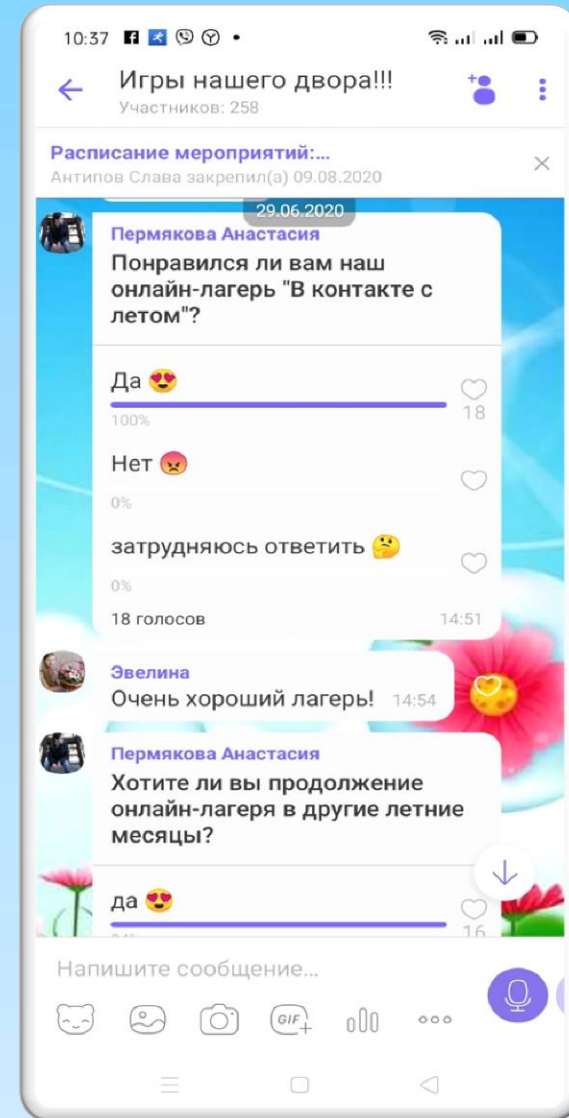 10:37
Игры нашего двора!!!
Участников: 258
Расписание мероприятий:...
Антипов Слава закрепил(а) 09.08.2020
29.06.2020
Пермякова Анастасия
Понравился ли вам наш
онлайн-лагерь "В контакте с
летом"?
Да 😍
18
100%
Нет 😡
0%
затрудняюсь ответить 🤔
0%
18 голосов 14:51
Эвелина
Очень хороший лагерь! 14:54
Пермякова Анастасия
Хотите ли вы продолжение
онлайн-лагеря в другие летние
месяцы?
да 😍
16
Напишите сообщение...
GIF